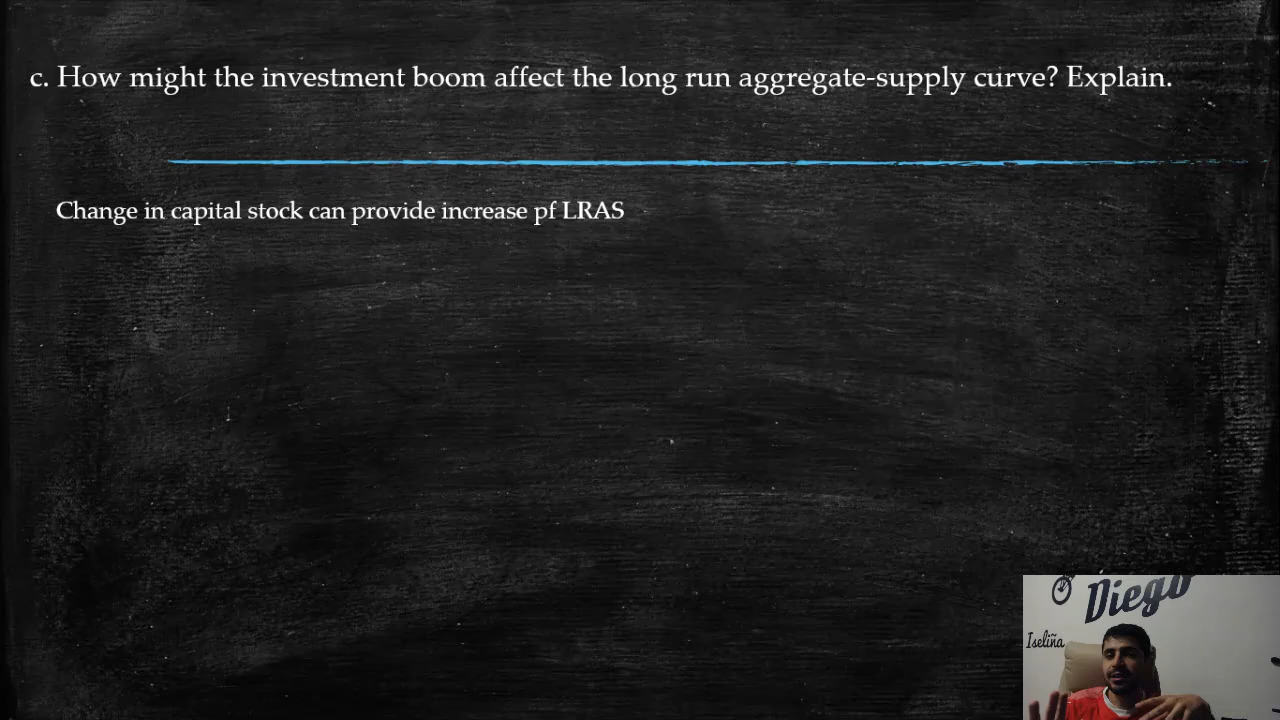 c. How might the investment boom affect the long run aggregate-supply curve? Explain.
Change in capital stock can provide increase pf LRAS
Diego
Iseliña